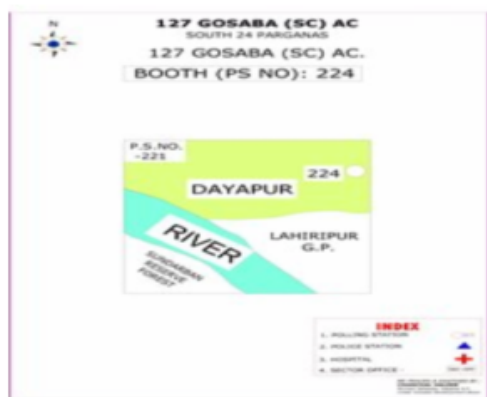 N
127 GOSABA (SC) AC
SOUTH 24 PARGANAS
127 GOSABA (SC) AC.
BOOTH (PS NO): 224
P.S.NO.
-221
224
DAYAPUR
RIVER
LAHIRIPUR
G.P.
SUNDARBAN
RESERVE
FOREST
INDEX
1. POLLING STATION
2. POLICE STATION
3. HOSPITAL
4. SECTOR OFFICE -